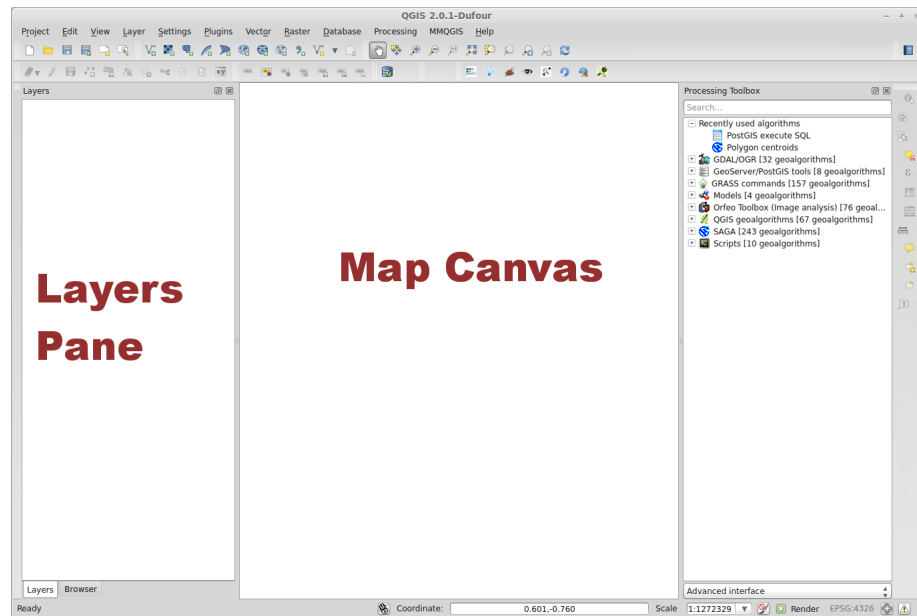 QGIS 2.0.1-Dufour
Project Edit View Layer Settings Plugins Vector Raster Database Processing MMQGIS Help
Layers
Processing Toolbox
Search...
Recently used algorithms
PostGIS execute SQL
Polygon centroids
GDAL/OGR [32 geoalgorithms]
GeoServer/PostGIS tools [8 geoalgorithms]
GRASS commands [157 geoalgorithms]
Models [4 geoalgorithms]
Orfeo Toolbox (Image analysis) [76 geoal...
QGIS geoalgorithms [67 geoalgorithms]
SAGA [243 geoalgorithms]
Scripts [10 geoalgorithms]
Map Canvas
Layers
Pane
Layers Browser
Advanced interface
Ready Coordinate: 0.601,-0.760 Scale 1:1272329 Render EPSG:4326